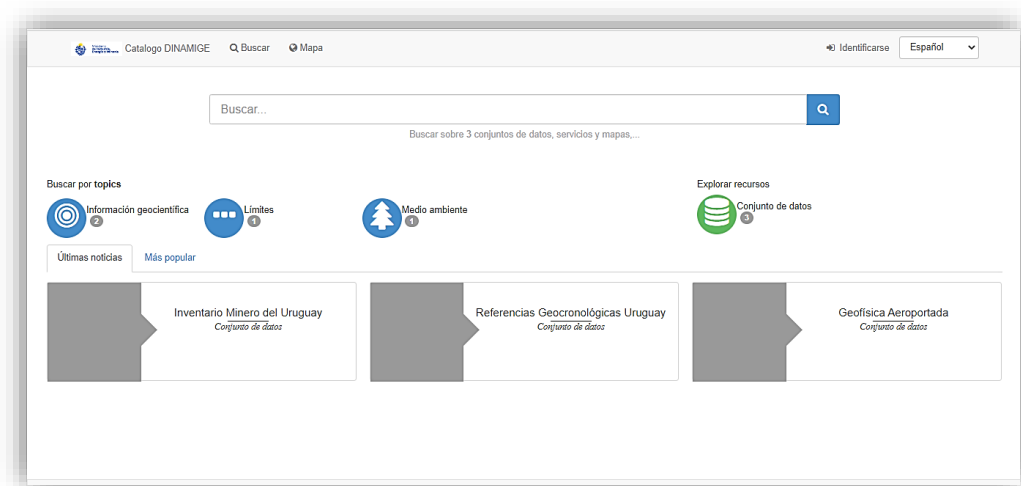 Catalogo DINAMIGE Buscar Mapa Identificarse Español
Buscar...
Buscar sobre 3 conjuntos de datos, servicios y mapas,...
Buscar por topics Explorar recursos
Información geocientífica 2 Límites 1 Medio ambiente 1 Conjunto de datos 3
Últimas noticias Más popular
Inventario Minero del Uruguay
Conjunto de datos
Referencias Geocronológicas Uruguay
Conjunto de datos
Geofísica Aeroportada
Conjunto de datos